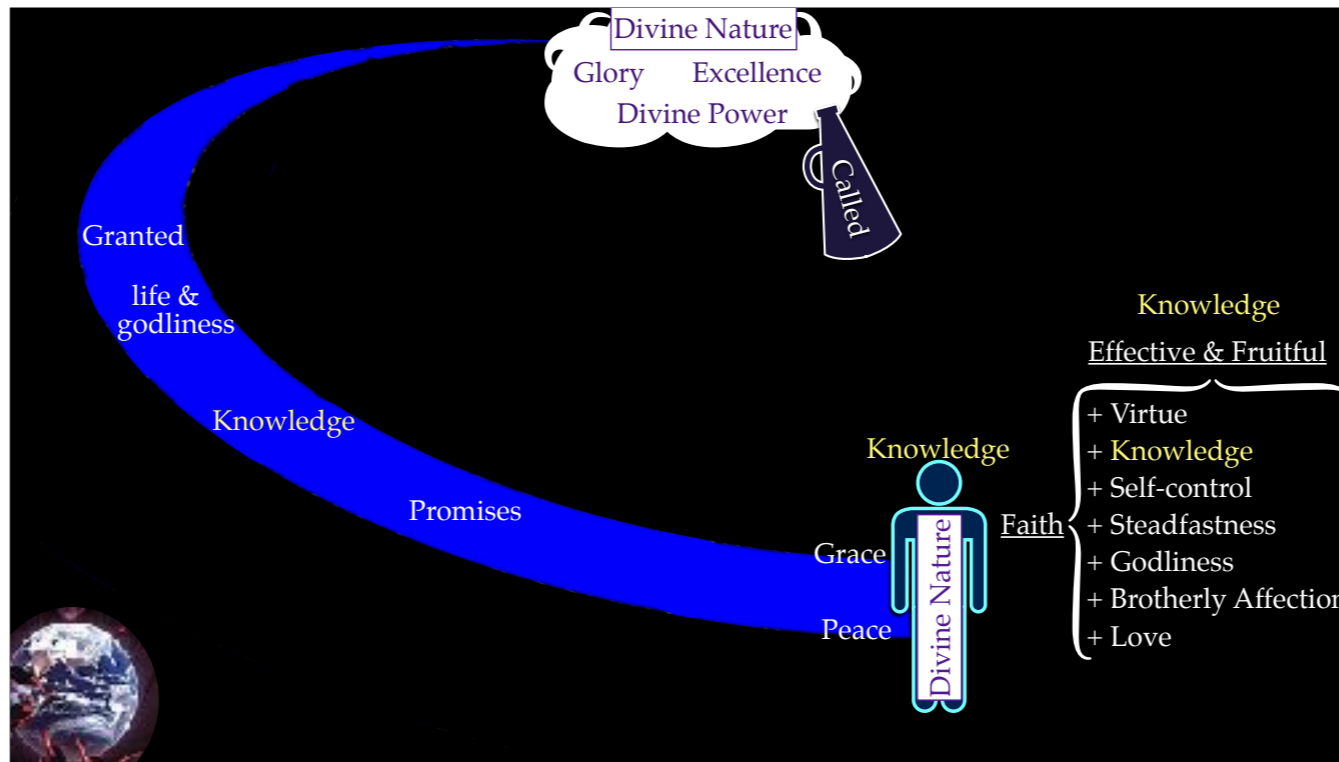 Divine Nature
Glory Excellence
Divine Power
Called
Granted
life &
godliness
Knowledge
Promises
Grace
Peace
Knowledge
Divine Nature
Knowledge
Effective & Fruitful
Faith
+ Virtue
+ Knowledge
+ Self-control
+ Steadfastness
+ Godliness
+ Brotherly Affection
+ Love